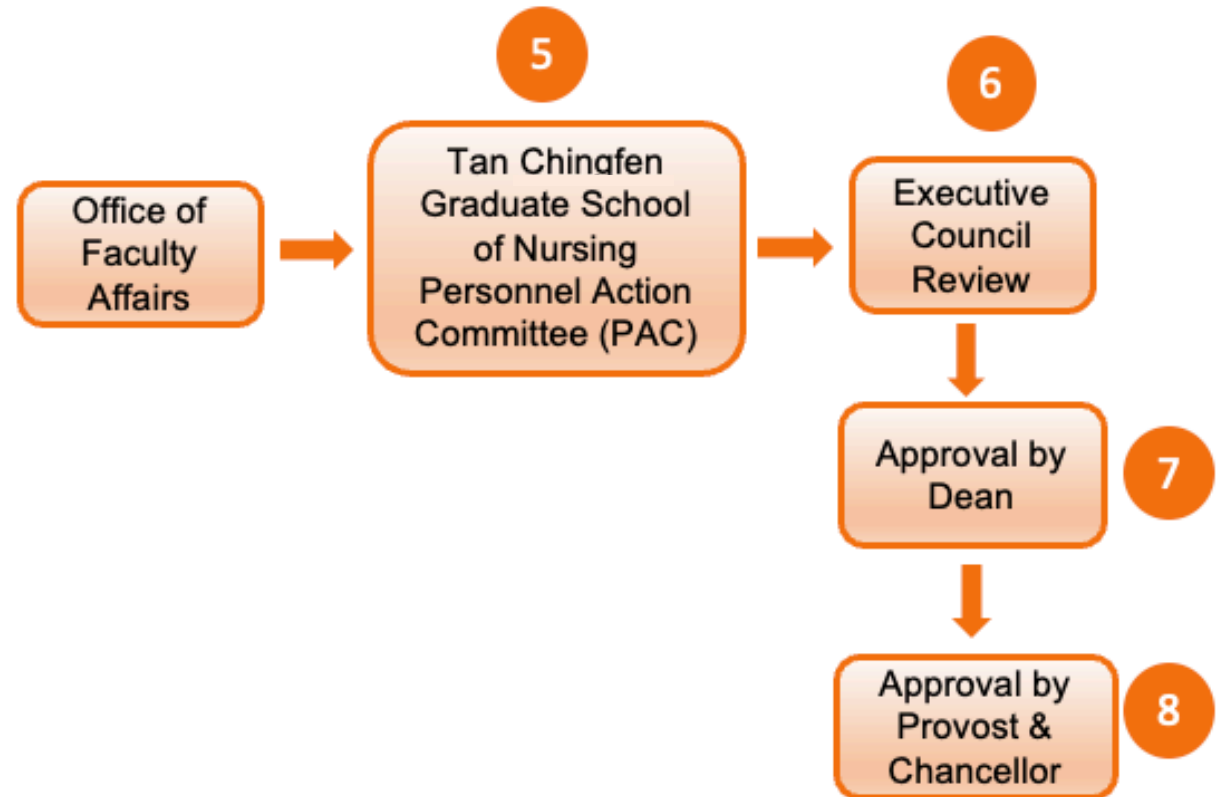 5
6
Office of
Faculty
Affairs
Tan Chingfen
Graduate School
of Nursing
Personnel Action
Committee (PAC)
Executive
Council
Review
Approval by
Dean
7
Approval by
Provost &
Chancellor
8